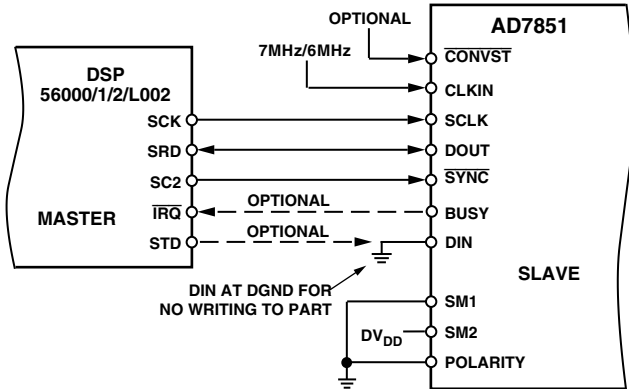 OPTIONAL
AD7851
7MHz/6MHz
CONVST
DSP
56000/1/2/L002
CLKIN
SCK
SCLK
SRD
DOUT
SC2
SYNC
OPTIONAL
MASTER
IRQ
BUSY
OPTIONAL
STD
DIN
DIN AT DGND FOR
NO WRITING TO PART
SLAVE
SM1
DVDD
SM2
POLARITY